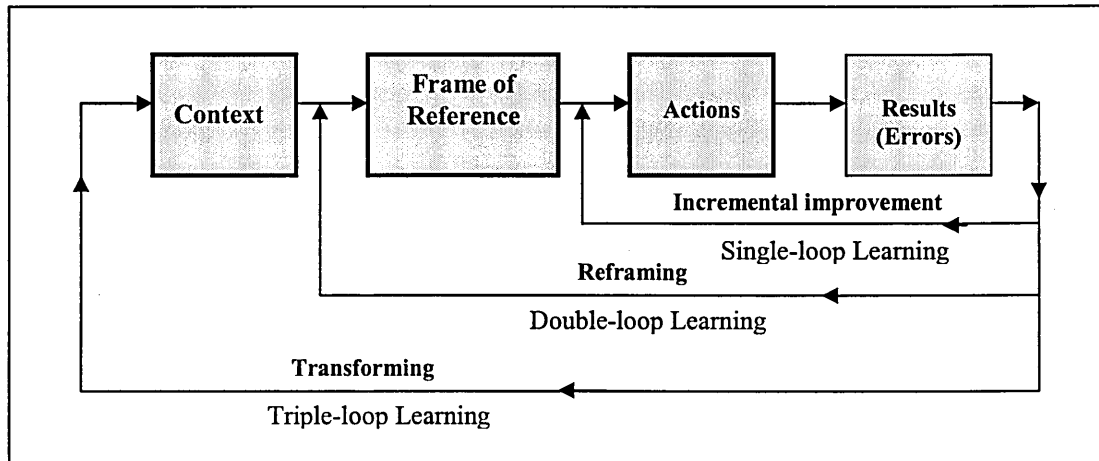 Context
Frame of
Reference
Actions
Results
(Errors)
Incremental improvement
Single-loop Learning
Reframing
Double-loop Learning
Transforming
Triple-loop Learning